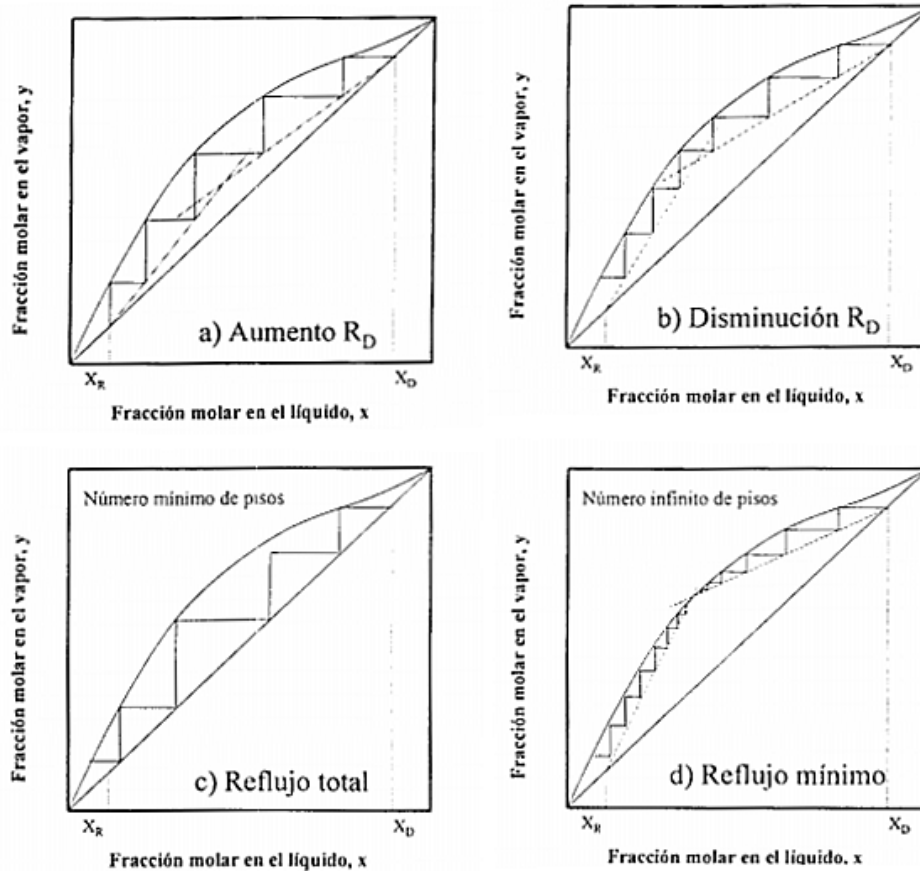 Fracción molar en el vapor, y
a) Aumento R_D
X_R
X_D
Fracción molar en el líquido, x
Fracción molar en el vapor, y
b) Disminución R_D
X_R
X_D
Fracción molar en el líquido, x
Fracción molar en el vapor, y
Número mínimo de pisos
c) Reflujo total
X_R
X_D
Fracción molar en el líquido, x
Fracción molar en el vapor, y
Número infinito de pisos
d) Reflujo mínimo
X_R
X_D
Fracción molar en el líquido, x